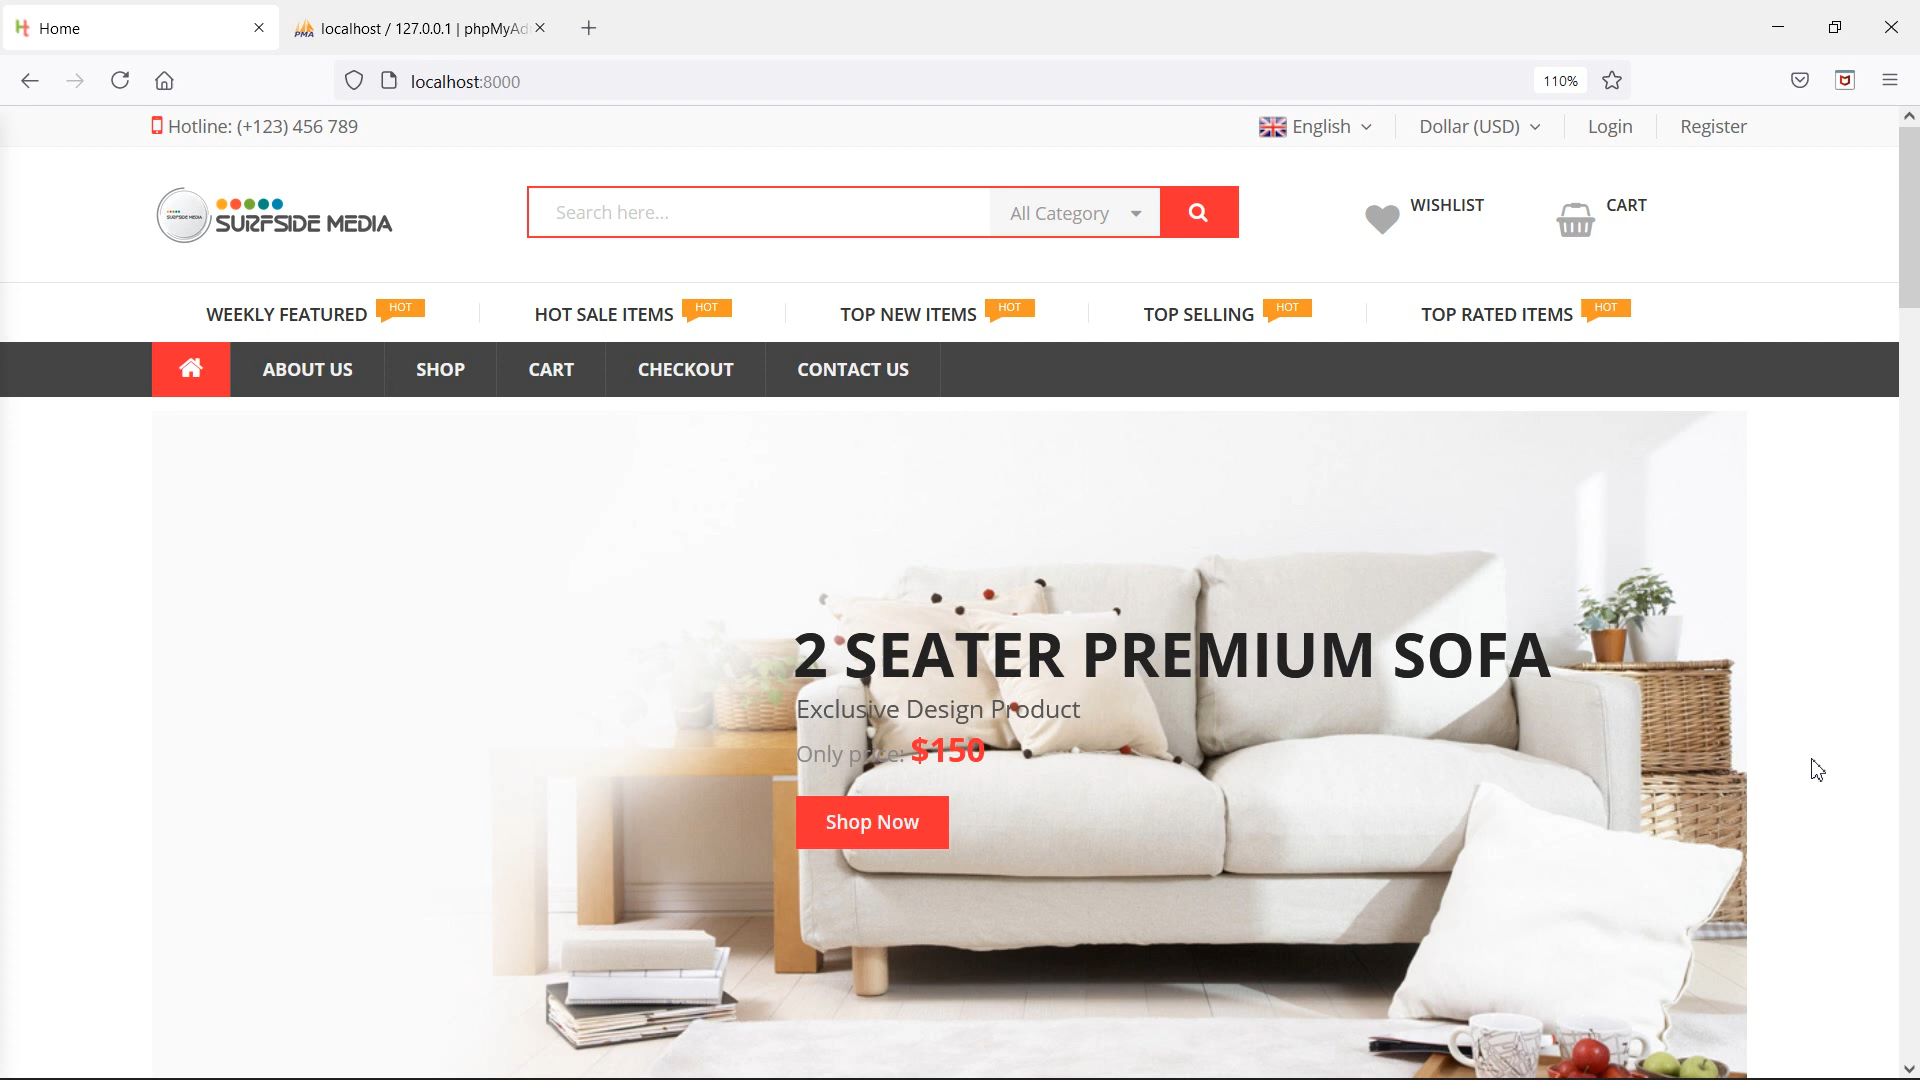 Home
localhost / 127.0.0.1 | phpMyAd
localhost:8000
110%
Hotline: (+123) 456 789
English
Dollar (USD)
Login
Register
SURFSIDE MEDIA
Search here...
All Category
WISHLIST
CART
WEEKLY FEATURED HOT
HOT SALE ITEMS HOT
TOP NEW ITEMS HOT
TOP SELLING HOT
TOP RATED ITEMS HOT
ABOUT US
SHOP
CART
CHECKOUT
CONTACT US
2 SEATER PREMIUM SOFA
Exclusive Design Product
Only price: $150
Shop Now